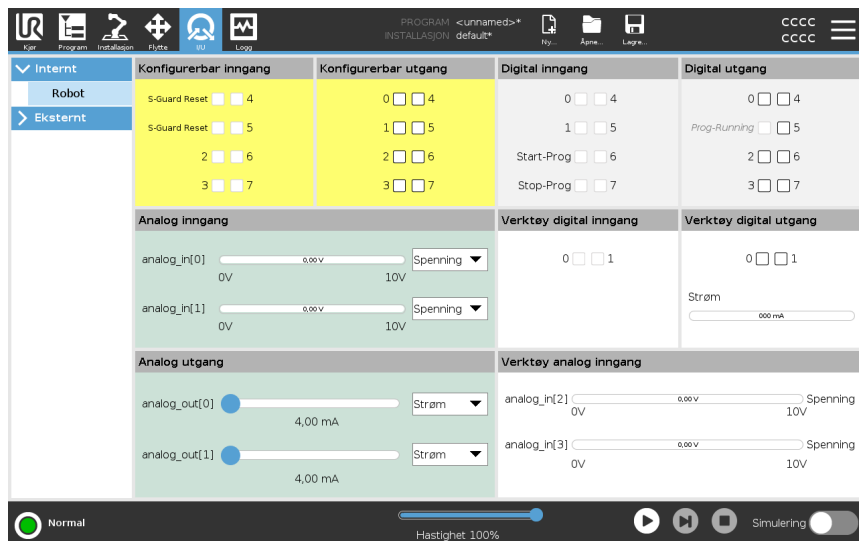 UR
PROGRAM <unnamed>*
INSTALLASJON default*
CCCC
CCCC
Kjør
Program
Installasjon
Flytte
I/U
Logg
Ny...
Åpne...
Lagre...
Internt
Robot
Eksternt
Konfigurerbar inngang
S-Guard Reset 4
S-Guard Reset 5
2 6
3 7
Konfigurerbar utgang
0 4
1 5
2 6
3 7
Digital inngang
0 4
1 5
Start-Prog 6
Stop-Prog 7
Digital utgang
0 4
Prog-Running 5
2 6
3 7
Analog inngang
analog_in[0] 0,00 V Spenning
0V 10V
analog_in[1] 0,00 V Spenning
0V 10V
Verktøy digital inngang
0 1
Verktøy digital utgang
0 1
Strøm
000 mA
Analog utgang
analog_out[0] Strøm
4,00 mA
analog_out[1] Strøm
4,00 mA
Verktøy analog inngang
analog_in[2] 0,00 V Spenning
0V 10V
analog_in[3] 0,00 V Spenning
0V 10V
Normal
Hastighet 100%
Simulering